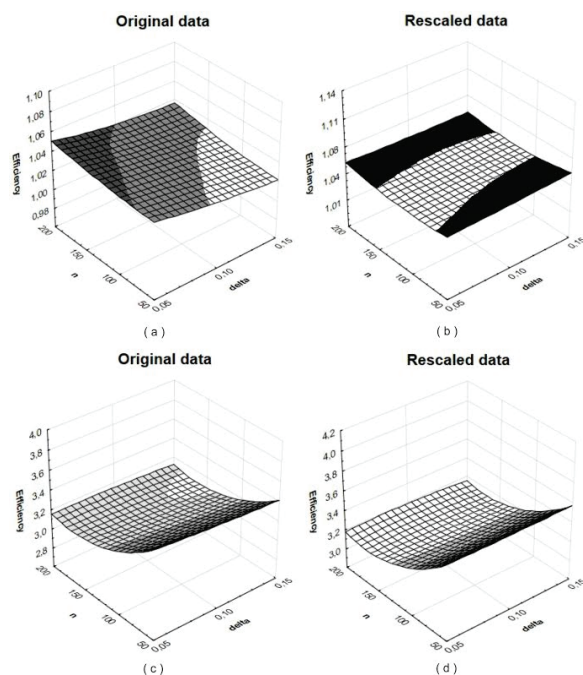 Original data
Rescaled data
1,10
1,08
1,06
1,04
1,02
1,00
0,98
Efficiency
200
150
100
50
n
0,05
0,10
0,15
delta
( a )
1,14
1,11
1,08
1,04
1,01
Efficiency
200
150
100
50
n
0,05
0,10
0,15
delta
( b )
Original data
Rescaled data
4,0
3,8
3,6
3,4
3,2
3,0
2,8
Efficiency
200
150
100
50
n
0,05
0,10
0,15
delta
( c )
4,2
4,0
3,8
3,6
3,4
3,2
3,0
Efficiency
200
150
100
50
n
0,05
0,10
0,15
delta
( d )